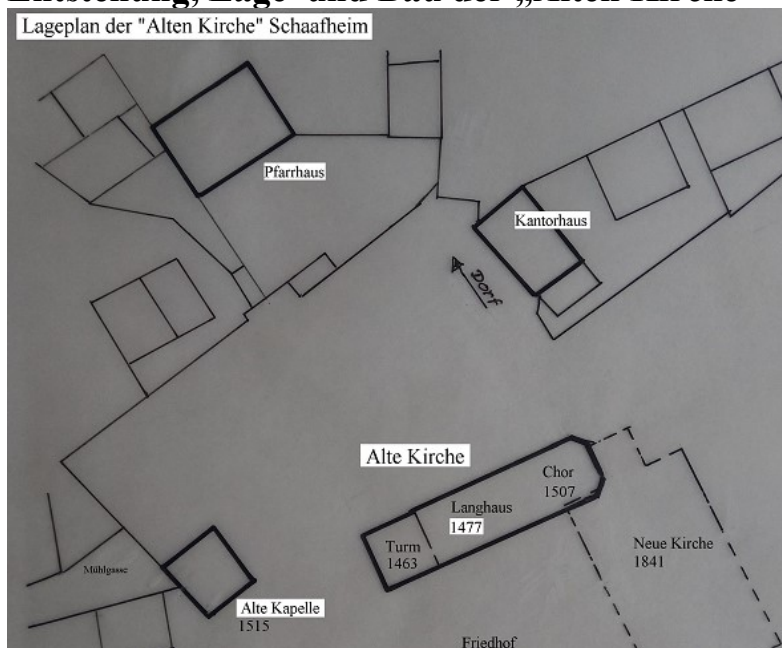 Entstehung, Lage und Bau der „Alten Kirche“
Lageplan der "Alten Kirche" Schaafheim
Pfarrhaus
Kantorhaus
Dorf
Alte Kirche
Chor
1507
Langhaus
1477
Turm
1463
Neue Kirche
1841
Mühlgasse
Alte Kapelle
1515
Friedhof